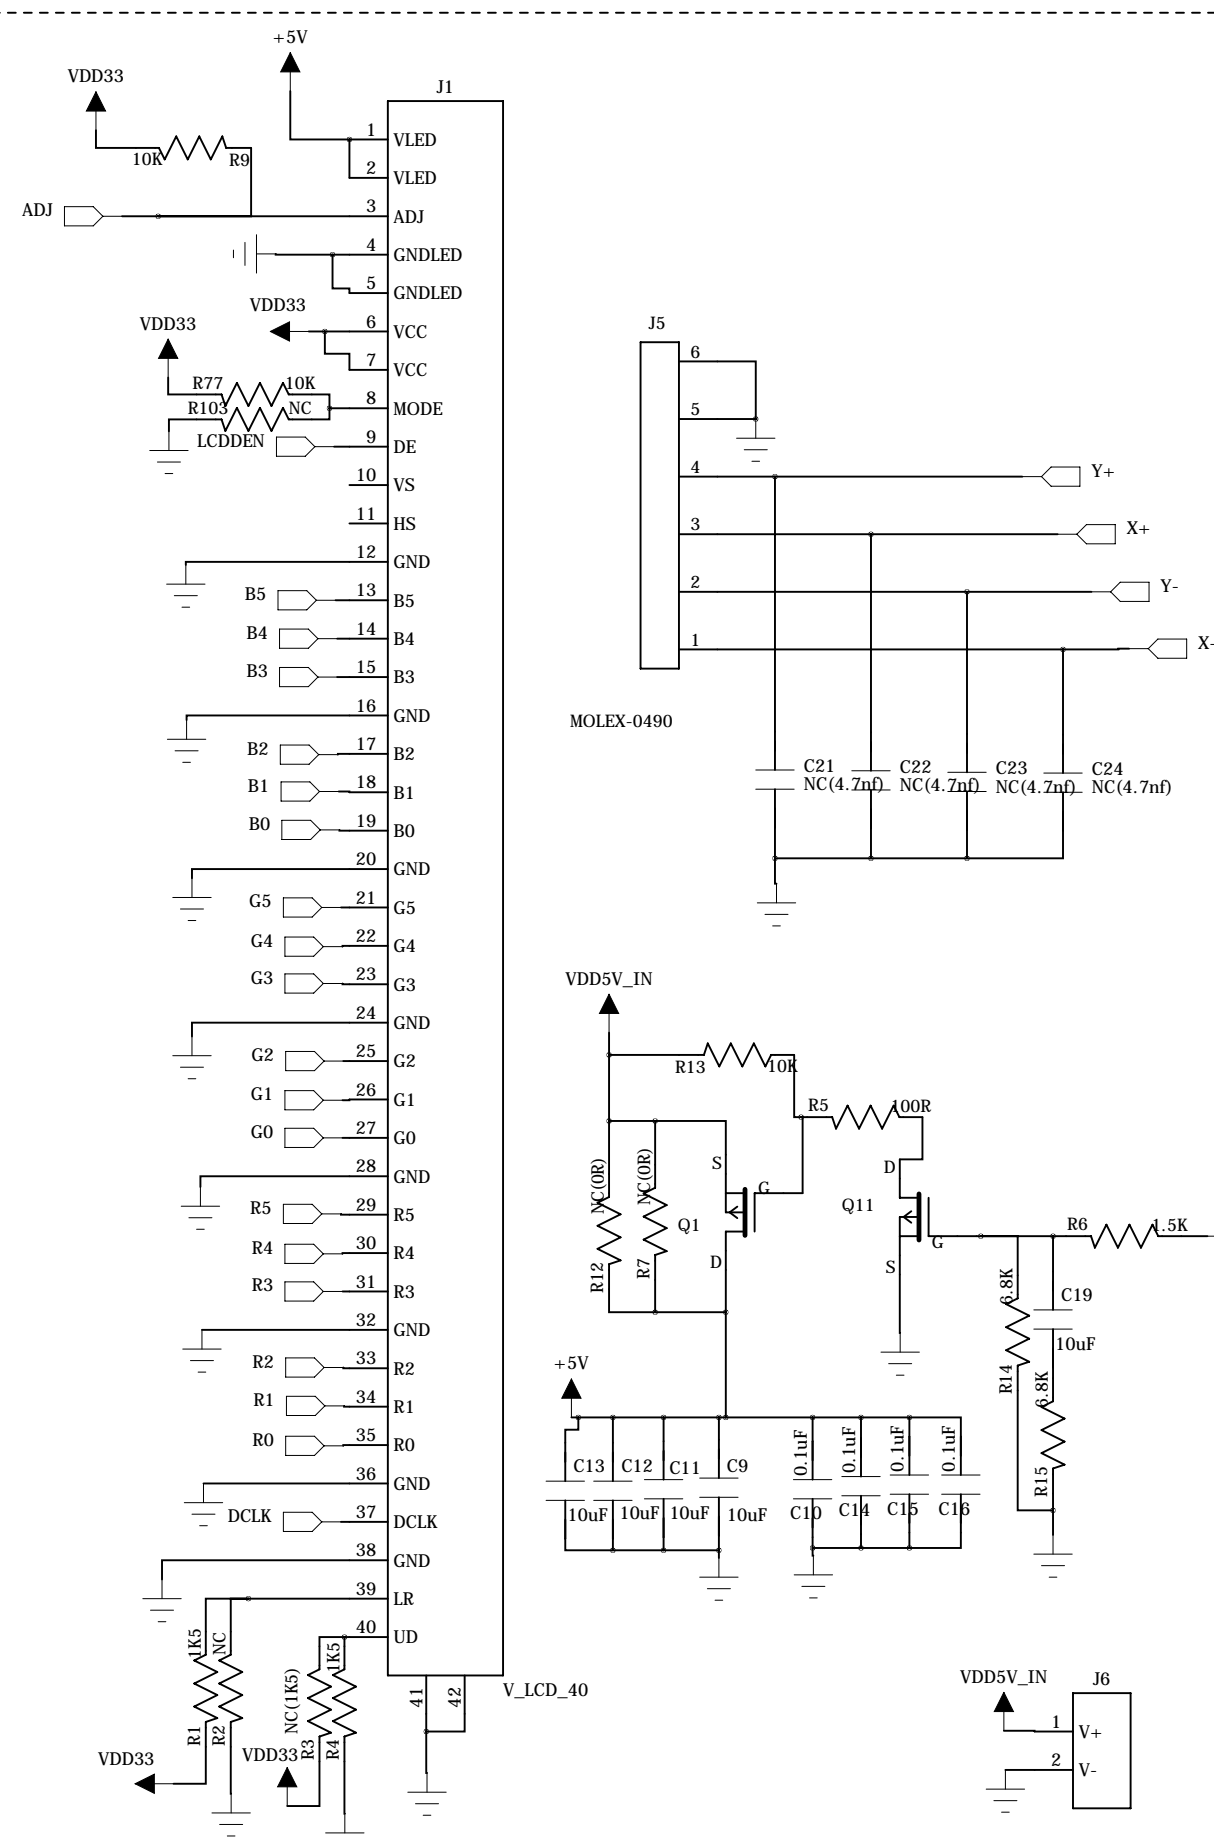 +5V
VDD33
J1
10K R9
1 VLED
2 VLED
ADJ
3 ADJ
4 GNDLED
5 GNDLED
VDD33
6 VCC
VDD33
7 VCC
R77 10K
R103 NC
8 MODE
LCDDEN
9 DE
10 VS
11 HS
12 GND
B5 13 B5
B4 14 B4
B3 15 B3
16 GND
B2 17 B2
B1 18 B1
B0 19 B0
20 GND
G5 21 G5
G4 22 G4
G3 23 G3
24 GND
G2 25 G2
G1 26 G1
G0 27 G0
28 GND
R5 29 R5
R4 30 R4
R3 31 R3
32 GND
R2 33 R2
R1 34 R1
R0 35 R0
36 GND
DCLK 37 DCLK
38 GND
39 LR
40 UD
R1 1K5
R2 NC
R3 NC(1K5)
R4 1K5
VDD33
VDD33
41
42
V_LCD_40
J5
6
5
4
Y+
3
X+
2
Y-
1
X-
MOLEX-0490
C21
NC(4.7nf)
C22
NC(4.7nf)
C23
NC(4.7nf)
C24
NC(4.7nf)
VDD5V_IN
R13 10K
R5 100R
R12 NC(0R)
R7 NC(0R)
S
G
Q1
D
D
Q11
G
S
R6 1.5K
R14 6.8K
C19
10uF
R15 6.8K
+5V
C13
10uF
C12
10uF
C11
10uF
C9
10uF
0.1uF
C10
0.1uF
C14
0.1uF
C15
0.1uF
C16
VDD5V_IN
J6
1 V+
2 V-